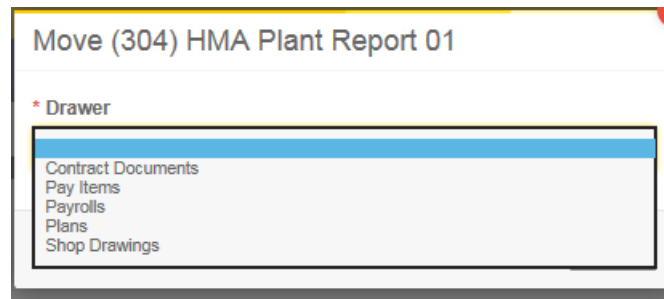 Move (304) HMA Plant Report 01
* Drawer
Contract Documents
Pay Items
Payrolls
Plans
Shop Drawings